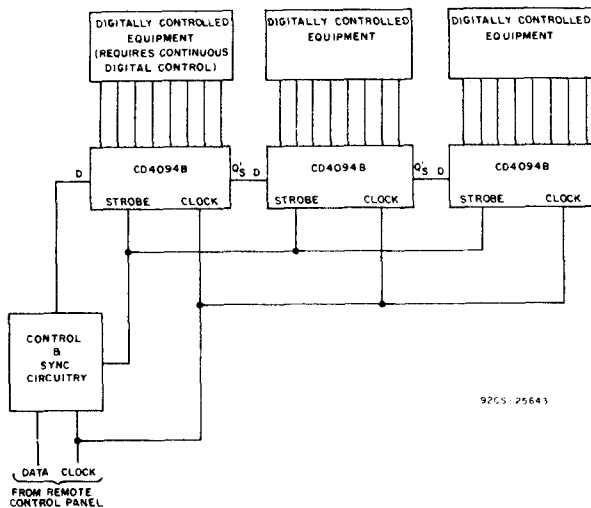 DIGITALLY CONTROLLED
EQUIPMENT
(REQUIRES CONTINUOUS
DIGITAL CONTROL)
DIGITALLY CONTROLLED
EQUIPMENT
DIGITALLY CONTROLLED
EQUIPMENT
D
CD4094B
STROBE CLOCK
Q'S D
CD4094B
STROBE CLOCK
Q'S D
CD4094B
STROBE CLOCK
CONTROL
&
SYNC
CIRCUITRY
92CS-25643
DATA CLOCK
FROM REMOTE
CONTROL PANEL